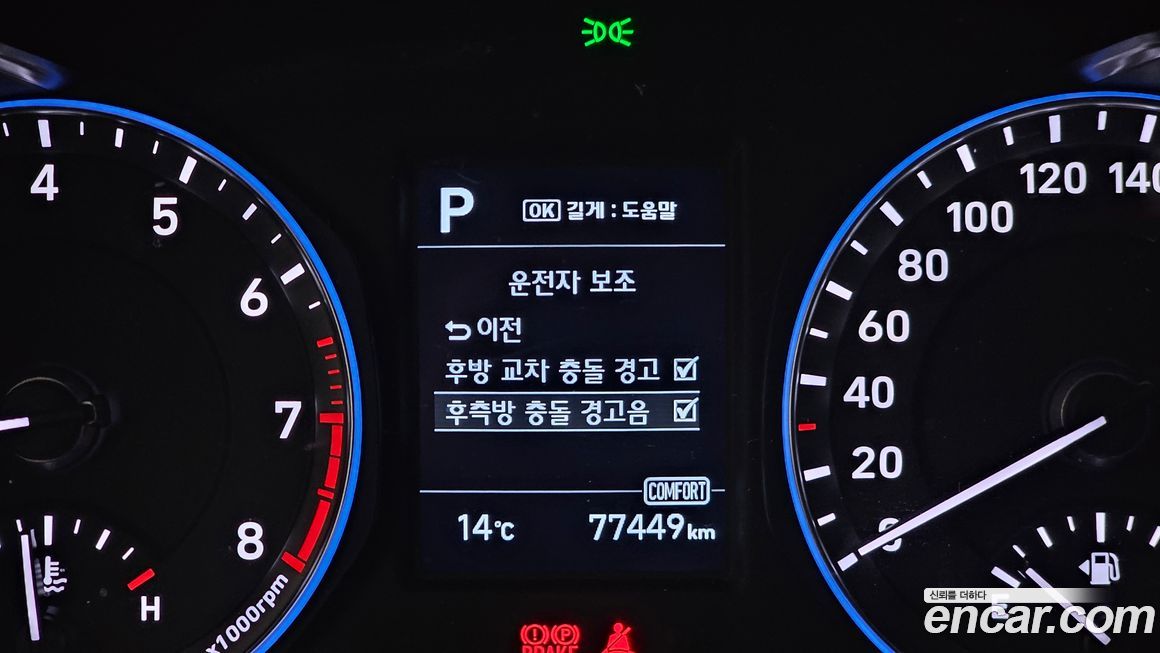 P
OK 길게 : 도움말
운전자 보조
이전
후방 교차 충돌 경고
후측방 충돌 경고음
COMFORT
14°C
77449km
4
5
6
7
8
x1000rpm
H
0
20
40
60
80
100
120
140
E
BRAKE
신뢰를 더하다
encar.com